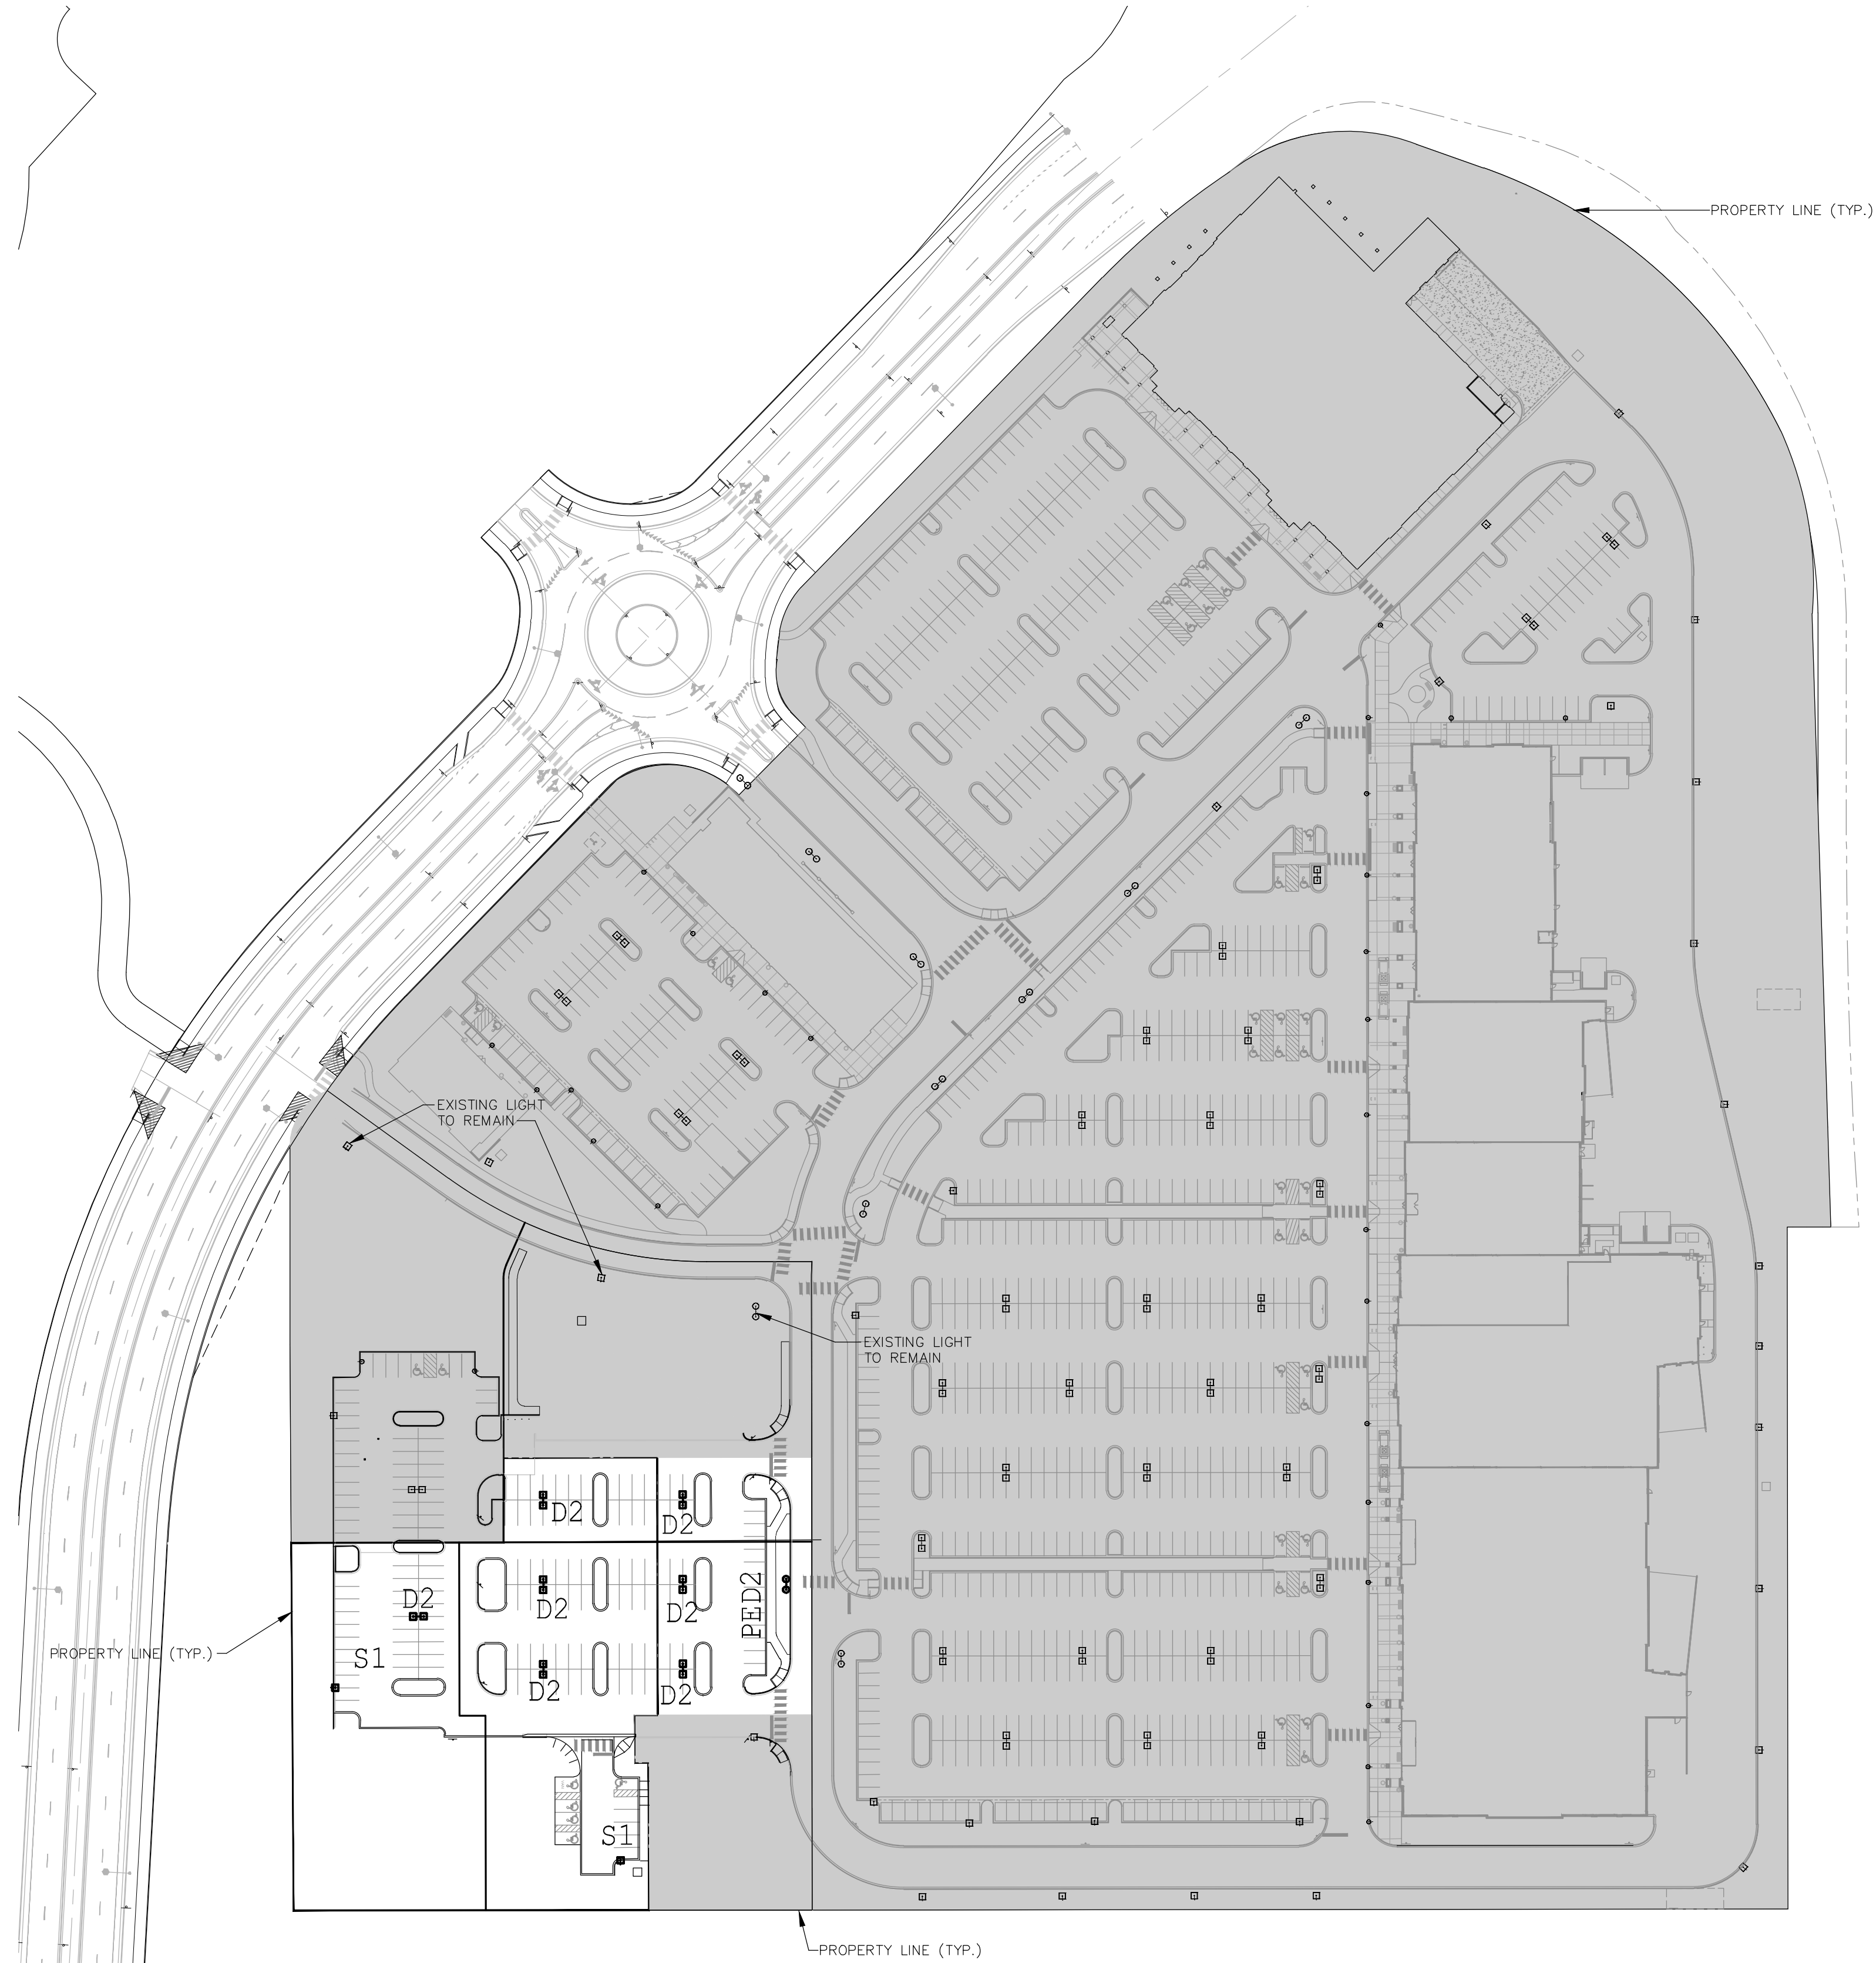 PROPERTY LINE (TYP.)
EXISTING LIGHT
TO REMAIN
EXISTING LIGHT
TO REMAIN
D2
D2
D2
D2
D2
PED2
PROPERTY LINE (TYP.)
S1
D2
D2
S1
PROPERTY LINE (TYP.)